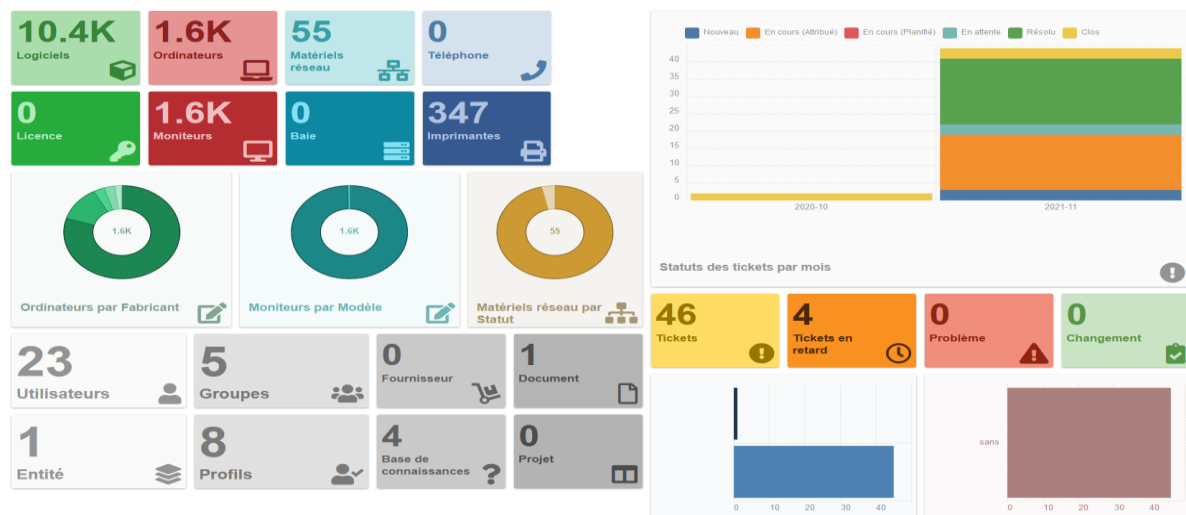 10.4K
Logiciels
1.6K
Ordinateurs
55
Matériels
réseau
0
Téléphone
0
Licence
1.6K
Moniteurs
0
Baie
347
Imprimantes
1.6K
Ordinateurs par Fabricant
1.6K
Moniteurs par Modèle
55
Matériels réseau par
Statut
23
Utilisateurs
5
Groupes
0
Fournisseur
1
Document
1
Entité
8
Profils
4
Base de
connaissances
0
Projet
Nouveau En cours (Attribué) En cours (Planifié) En attente Résolu Clos
40
35
30
25
20
15
10
5
0
2020-10 2021-11
Statuts des tickets par mois
46
Tickets
4
Tickets en
retard
0
Problème
0
Changement
0 10 20 30 40
sans
0 10 20 30 40